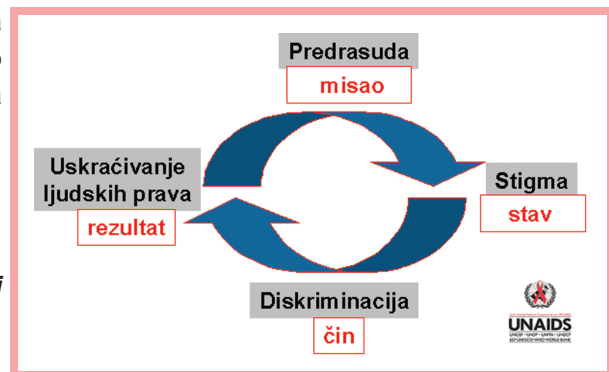 Predrasuda
misao
Uskraćivanje
ljudskih prava
rezultat
Stigma
stav
Diskriminacija
čin
UNAIDS